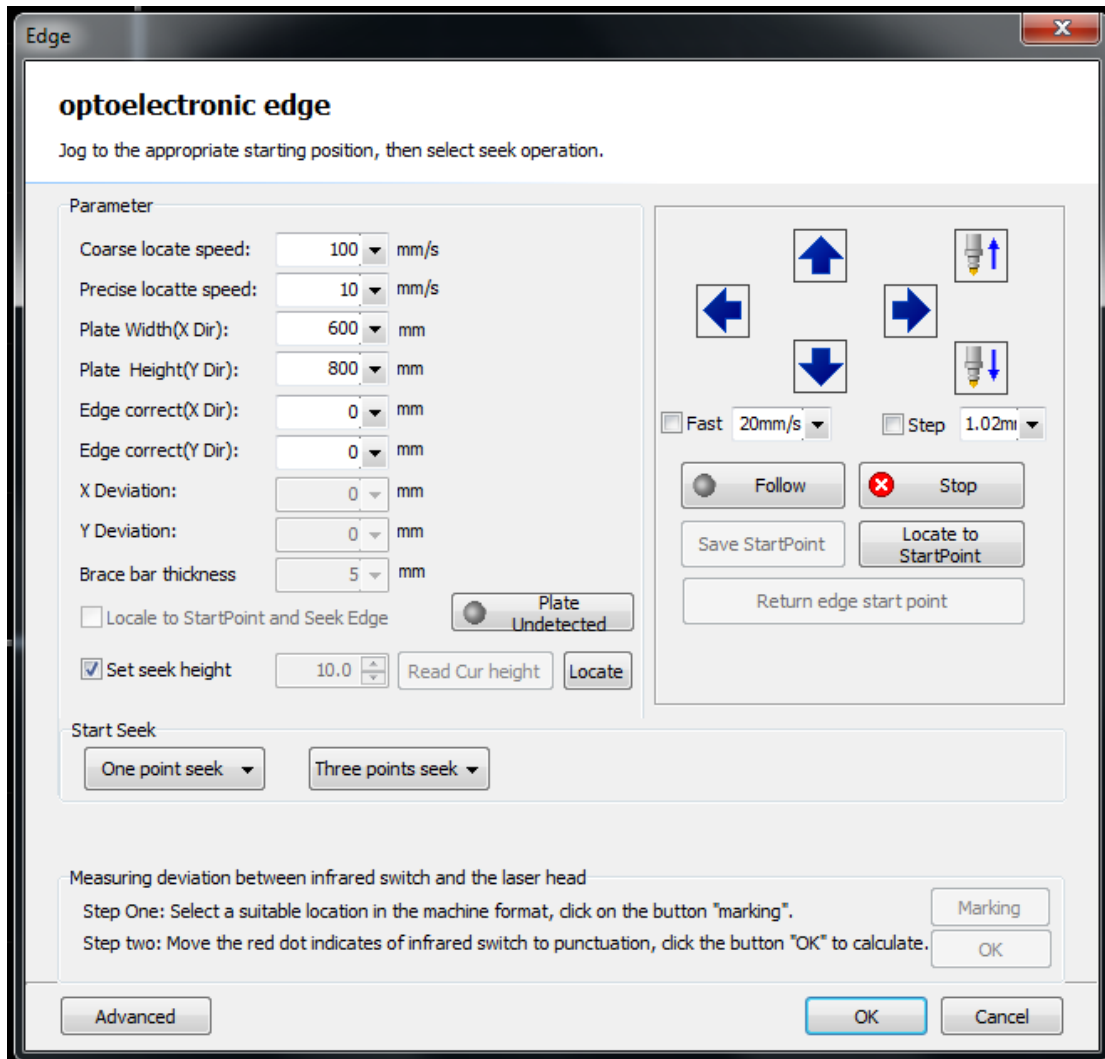 Edge
optoelectronic edge
Jog to the appropriate starting position, then select seek operation.
Parameter
Coarse locate speed: 100 mm/s
Precise locatte speed: 10 mm/s
Plate Width(X Dir): 600 mm
Plate Height(Y Dir): 800 mm
Edge correct(X Dir): 0 mm
Edge correct(Y Dir): 0 mm
X Deviation: 0 mm
Y Deviation: 0 mm
Brace bar thickness 5 mm
Locale to StartPoint and Seek Edge
Plate
Undetected
Set seek height 10.0 Read Cur height Locate
Fast 20mm/s Step 1.02m
Follow Stop
Save StartPoint
Locate to
StartPoint
Return edge start point
Start Seek
One point seek Three points seek
Measuring deviation between infrared switch and the laser head
Step One: Select a suitable location in the machine format, click on the button "marking". Marking
Step two: Move the red dot indicates of infrared switch to punctuation, click the button "OK" to calculate. OK
Advanced OK Cancel